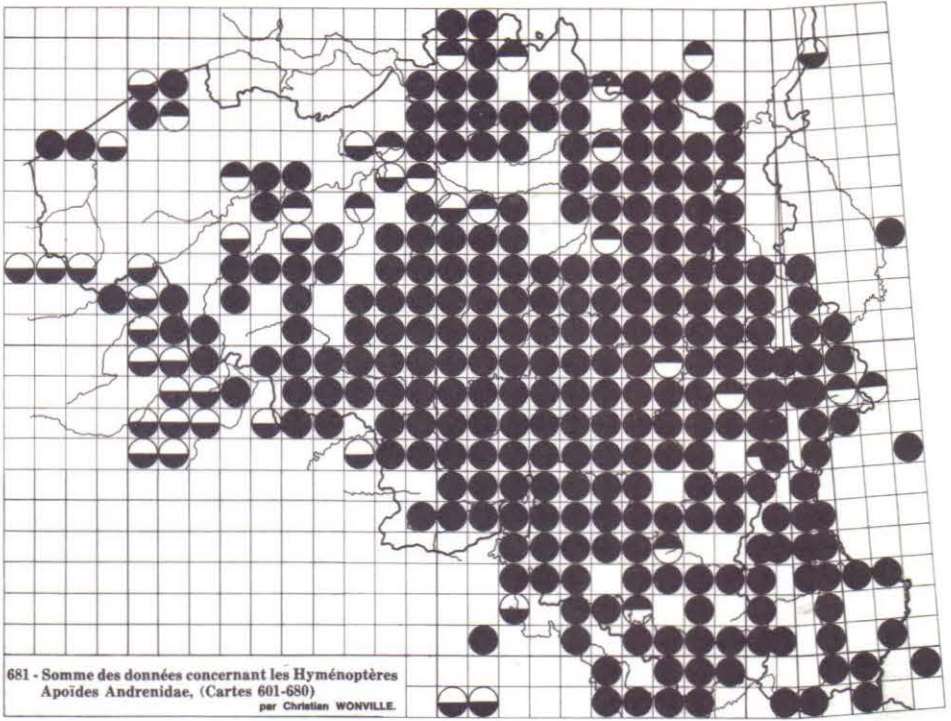 681 - Somme des données concernant les Hyménoptères
Apoïdes Andrenidae, (Cartes 601-680)
par Christian WONVILLE.